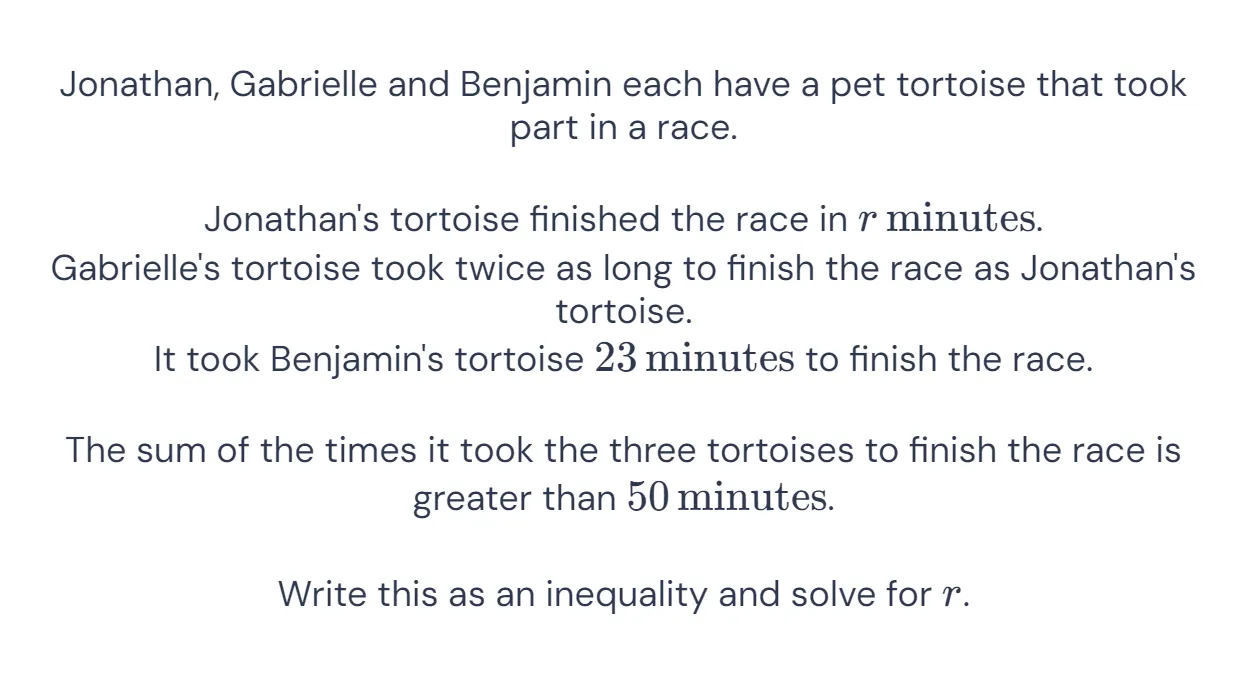 Jonathan, Gabrielle and Benjamin each have a pet tortoise that took
part in a race.
Jonathan's tortoise finished the race in r minutes.
Gabrielle's tortoise took twice as long to finish the race as Jonathan's
tortoise.
It took Benjamin's tortoise 23 minutes to finish the race.
The sum of the times it took the three tortoises to finish the race is
greater than 50 minutes.
Write this as an inequality and solve for r.